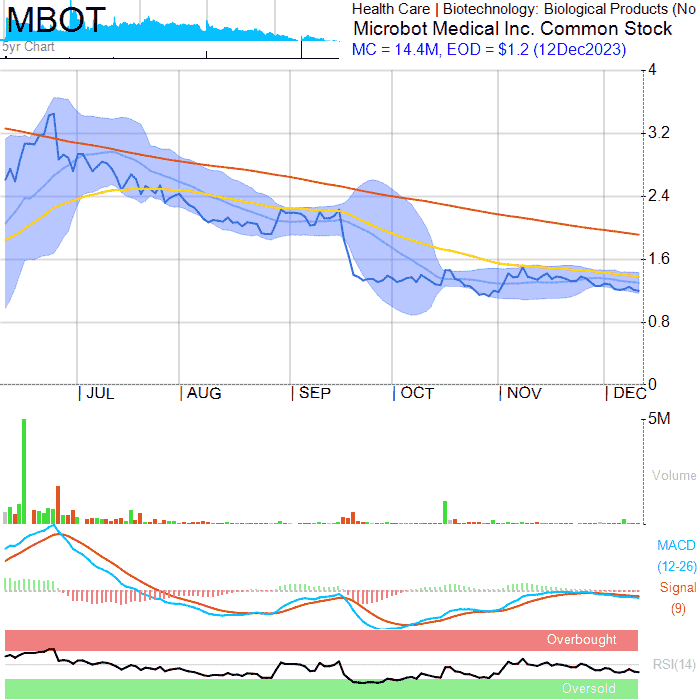 MBOT
5yr Chart
Health Care | Biotechnology: Biological Products (No
Microbot Medical Inc. Common Stock
MC = 14.4M, EOD = $1.2 (12Dec2023)
4
3.2
2.4
1.6
0.8
0
JUL
AUG
SEP
OCT
NOV
DEC
5M
Volume
MACD
(12-26)
Signal
(9)
Overbought
RSI(14)
Oversold